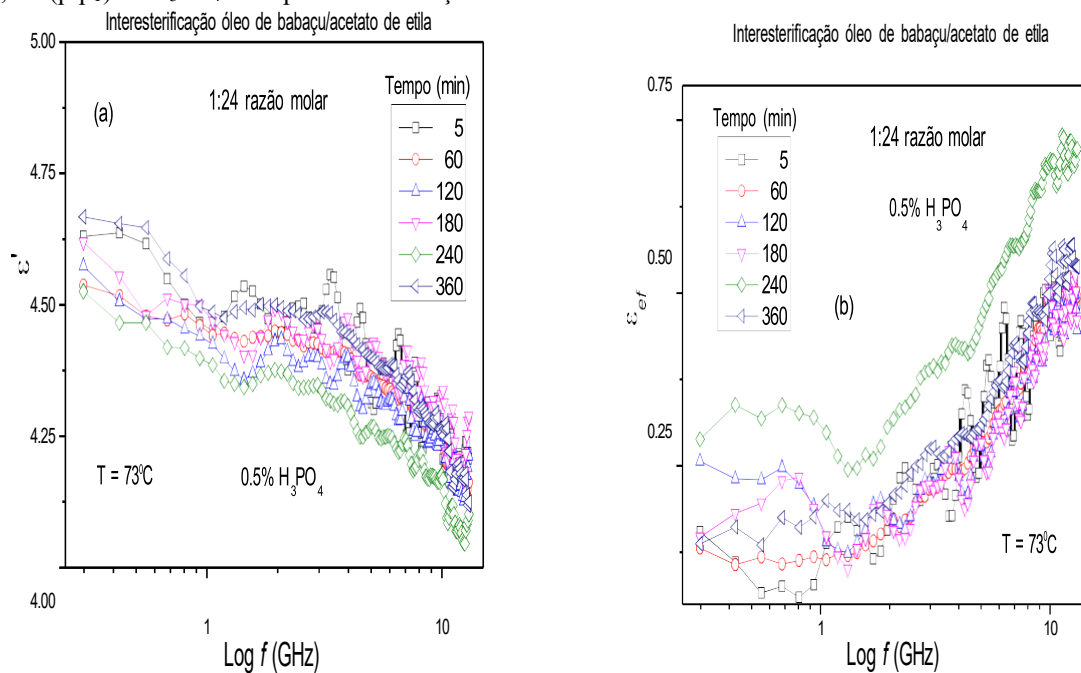 Interesterificação óleo de babaçu/acetato de etila
5.00
4.75
4.50
4.25
4.00
ε'
(a)
1:24 razão molar
Tempo (min)
5
60
120
180
240
360
T = 73⁰C
0.5% H₃PO₄
1
10
Log f (GHz)
Interesterificação óleo de babaçu/acetato de etila
0.75
0.50
0.25
ε_ef
Tempo (min)
5
60
120
180
240
360
1:24 razão molar
0.5% H₃PO₄
(b)
T = 73⁰C
1
10
Log f (GHz)